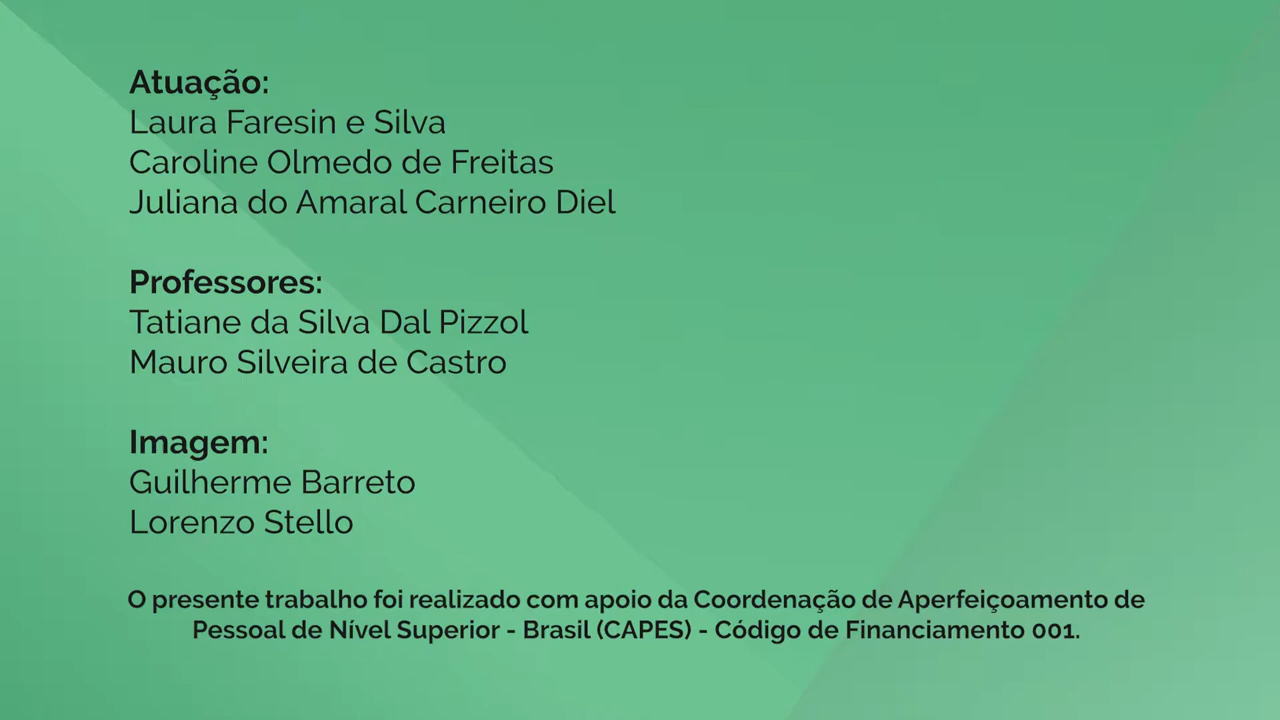 Atuação:
Laura Faresin e Silva
Caroline Olmedo de Freitas
Juliana do Amaral Carneiro Diel
Professores:
Tatiane da Silva Dal Pizzol
Mauro Silveira de Castro
Imagem:
Guilherme Barreto
Lorenzo Stello
O presente trabalho foi realizado com apoio da Coordenação de Aperfeiçoamento de
Pessoal de Nível Superior - Brasil (CAPES) - Código de Financiamento 001.